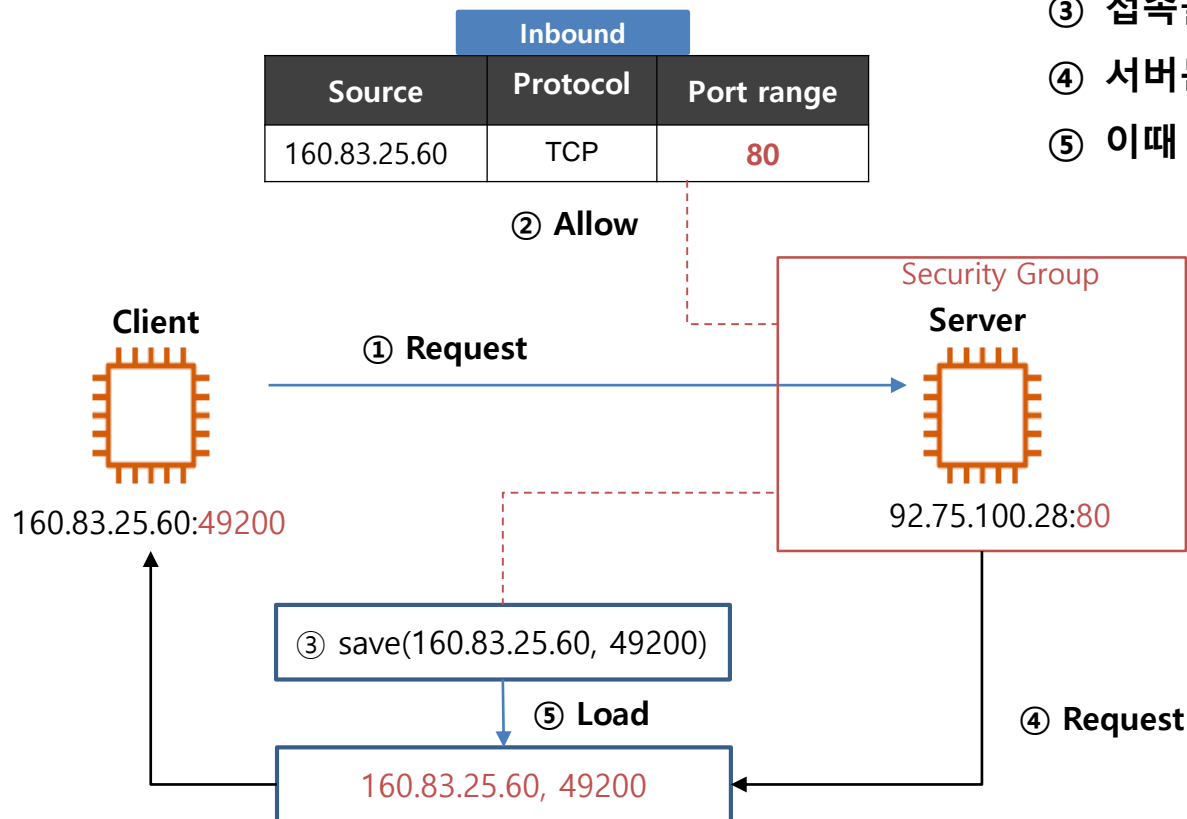 ③ 접속
④ 서버
⑤ 이때
Inbound
Source Protocol Port range
160.83.25.60 TCP 80
② Allow
Security Group
Client
Server
① Request
160.83.25.60:49200
92.75.100.28:80
③ save(160.83.25.60, 49200)
⑤ Load
④ Request
160.83.25.60, 49200